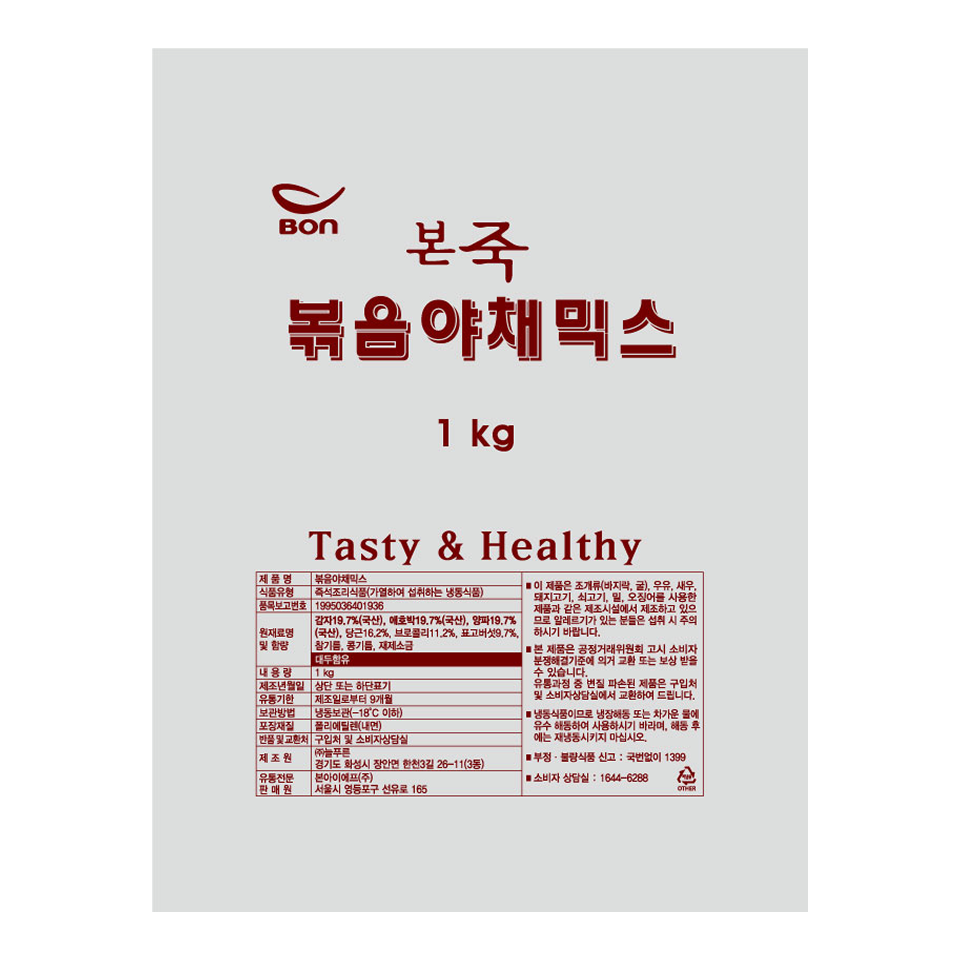 BON
본죽
볶음야채믹스
1 kg
Tasty & Healthy
제 품 명 볶음야채믹스
식품유형 즉석조리식품(가열하여 섭취하는 냉동식품)
품목보고번호 1995036401936
원재료명 및 함량
감자19.7%(국산), 애호박19.7%(국산), 양파19.7%
(국산), 당근16.2%, 브로콜리11.2%, 표고버섯9.7%,
참기름, 콩기름, 재제소금
대두함유
내 용 량 1 kg
제조년월일 상단 또는 하단표기
유통기한 제조일로부터 9개월
보관방법 냉동보관(-18℃ 이하)
포장재질 폴리에틸렌(내면)
반품 및 교환처 구입처 및 소비자상담실
제 조 원 ㈜늘푸른
경기도 화성시 장안면 한천3길 26-11(3동)
유통전문 본아이에프(주)
판 매 원 서울시 영등포구 선유로 165
■ 이 제품은 조개류(바지락, 굴), 우유, 새우,
돼지고기, 쇠고기, 밀, 오징어를 사용한
제품과 같은 제조시설에서 제조하고 있으
므로 알레르기가 있는 분들은 섭취 시 주의
하시기 바랍니다.
■ 본 제품은 공정거래위원회 고시 소비자
분쟁해결기준에 의거 교환 또는 보상 받을
수 있습니다.
유통과정 중 변질 파손된 제품은 구입처
및 소비자상담실에서 교환하여 드립니다.
■ 냉동식품이므로 냉장해동 또는 차가운 물에
유수 해동하여 사용하시기 바라며, 해동 후
에는 재냉동시키지 마십시오.
■ 부정 · 불량식품 신고 : 국번없이 1399
■ 소비자 상담실 : 1644-6288
OTHER